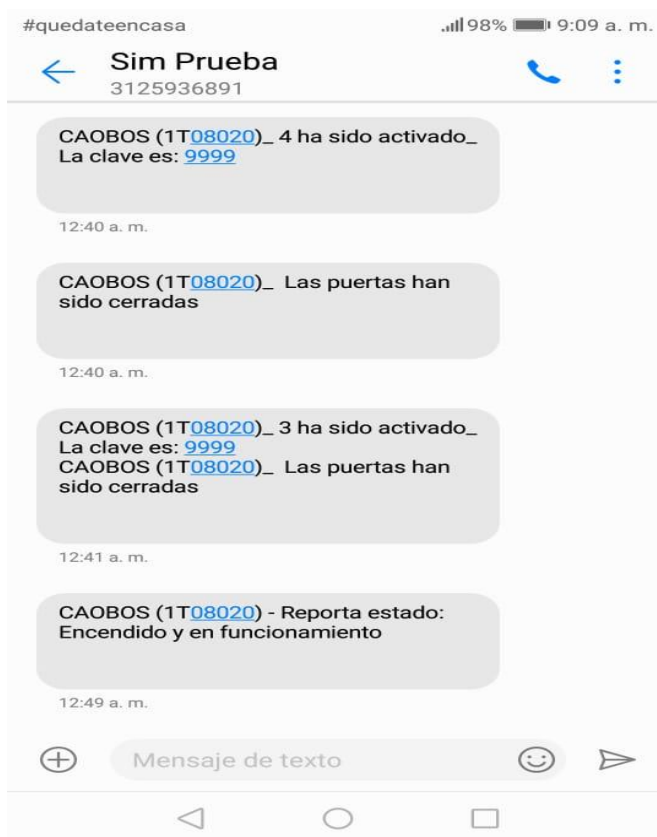 #quedateencasa 98% 9:09 a. m.
Sim Prueba
3125936891
CAOBOS (1T08020)_ 4 ha sido activado_
La clave es: 9999
12:40 a. m.
CAOBOS (1T08020)_ Las puertas han
sido cerradas
12:40 a. m.
CAOBOS (1T08020)_ 3 ha sido activado_
La clave es: 9999
CAOBOS (1T08020)_ Las puertas han
sido cerradas
12:41 a. m.
CAOBOS (1T08020) - Reporta estado:
Encendido y en funcionamiento
12:49 a. m.
Mensaje de texto